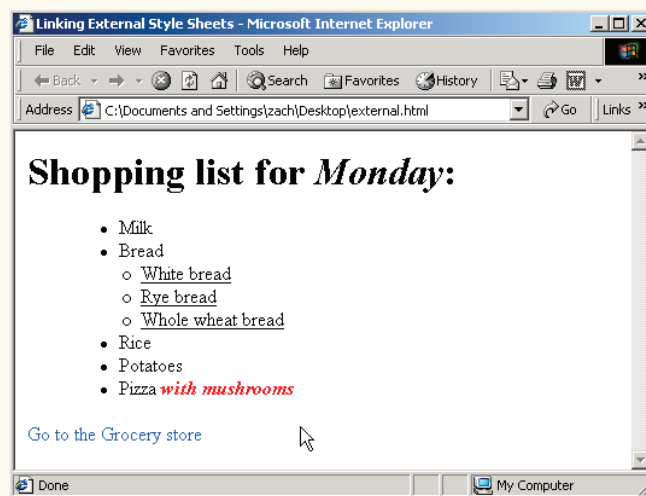 Linking External Style Sheets - Microsoft Internet Explorer
File Edit View Favorites Tools Help
Back Search Favorites History
Address C:\Documents and Settings\zach\Desktop\external.html Go Links
Shopping list for Monday:
Milk
Bread
White bread
Rye bread
Whole wheat bread
Rice
Potatoes
Pizza with mushrooms
Go to the Grocery store
Done My Computer